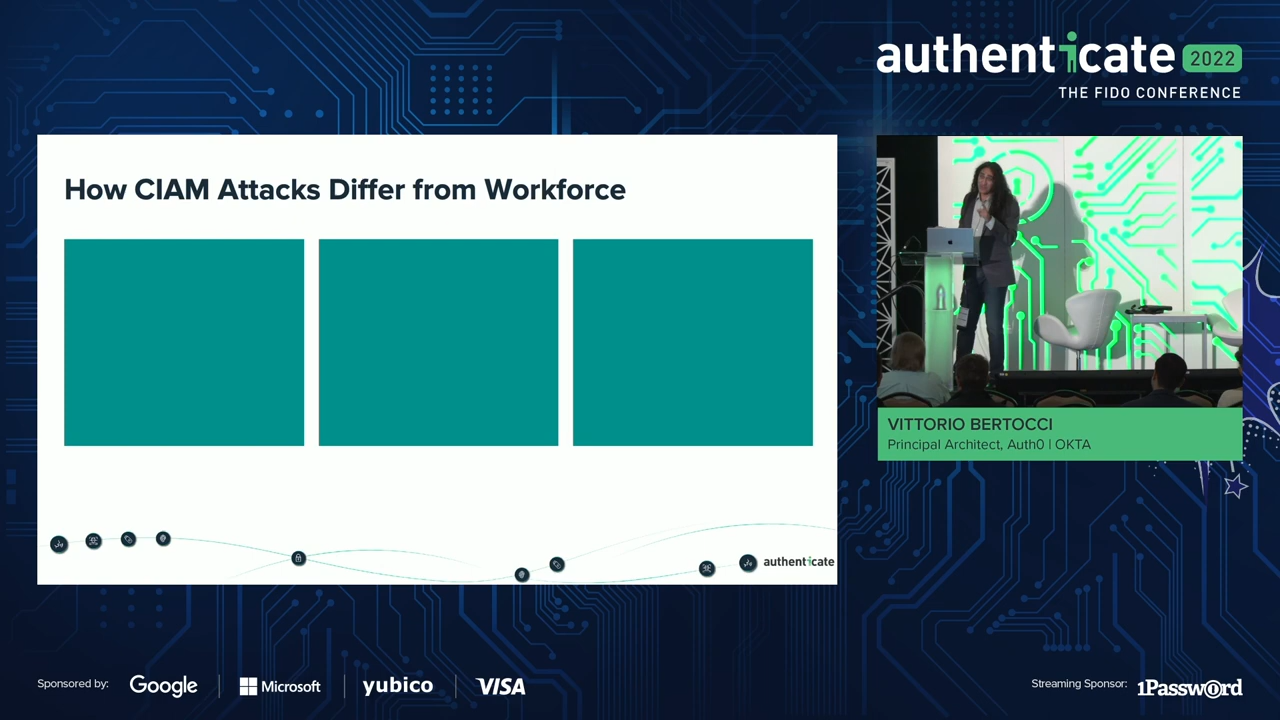 authenticate 2022
THE FIDO CONFERENCE
How CIAM Attacks Differ from Workforce
authenticate
VITTORIO BERTOCCI
Principal Architect, Auth0 | OKTA
Sponsored by: Google Microsoft yubico VISA
Streaming Sponsor: 1Password